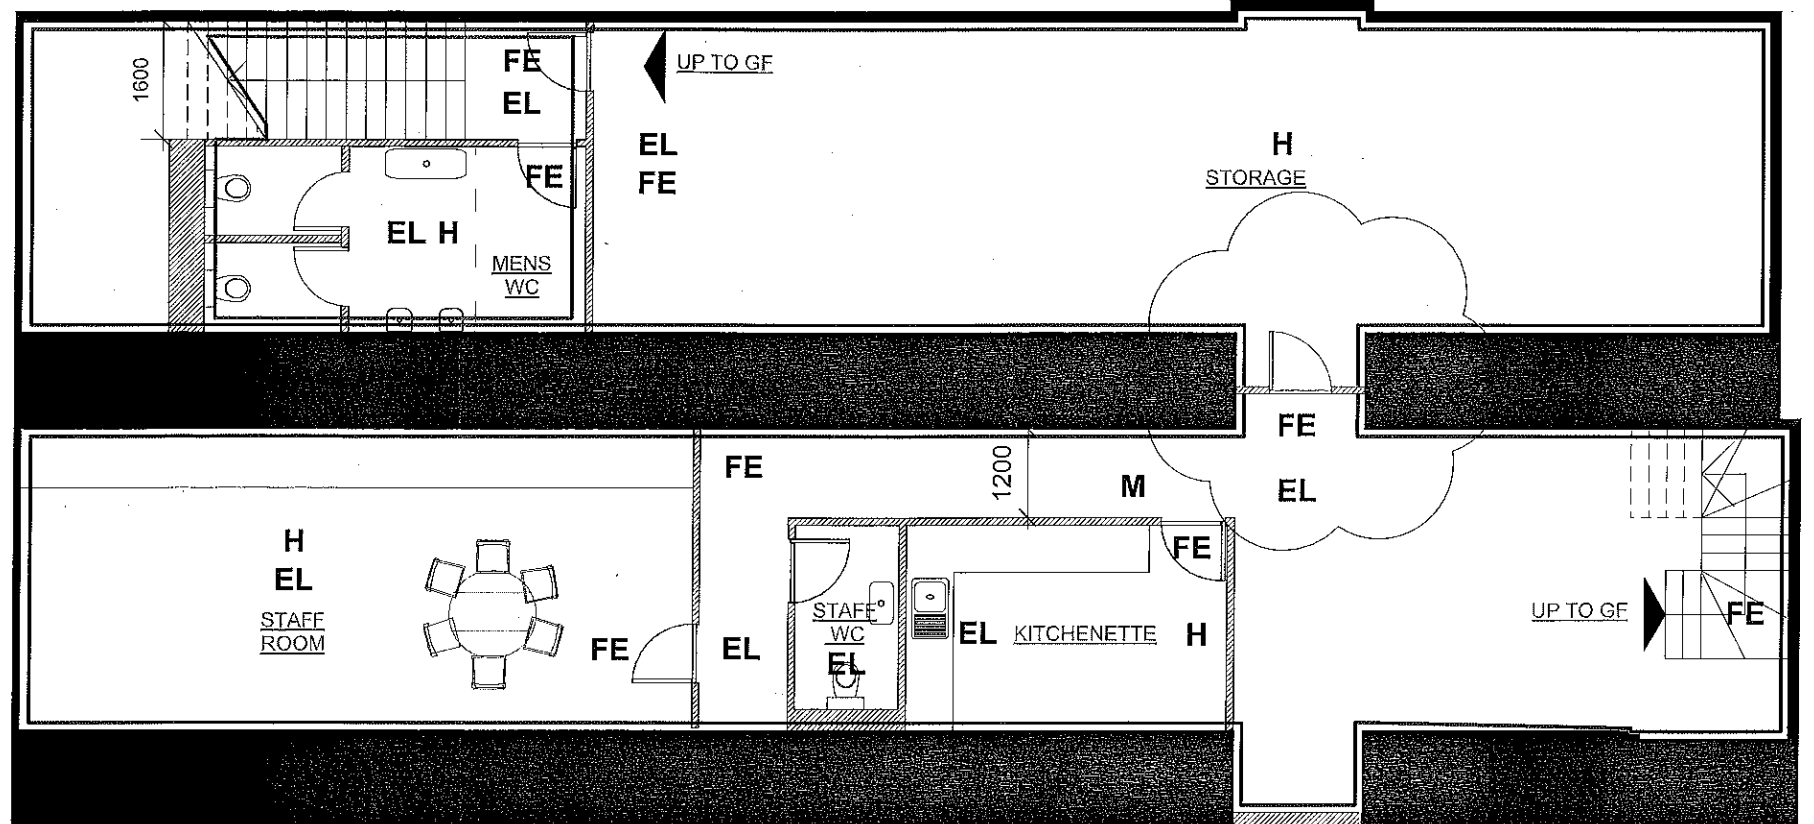 1600
FE
EL
UP TO GF
FE
EL
FE
H
STORAGE
EL H
MENS
WC
FE
EL
FE
1200
M
H
EL
STAFF
ROOM
FE
EL
STAFF
WC
EL
FE
EL
KITCHENETTE
H
UP TO GF
FE